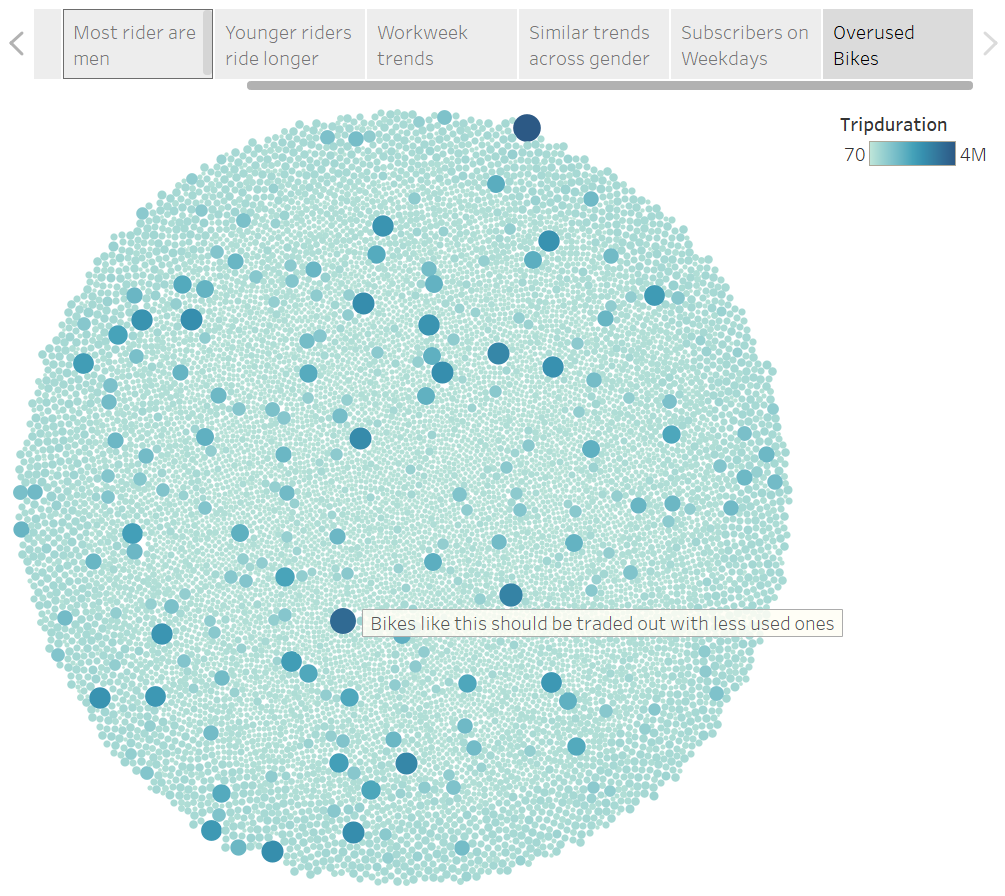 Most rider are
men
Younger riders
ride longer
Workweek
trends
Similar trends
across gender
Subscribers on
Weekdays
Overused
Bikes
Tripduration
70 4M
Bikes like this should be traded out with less used ones